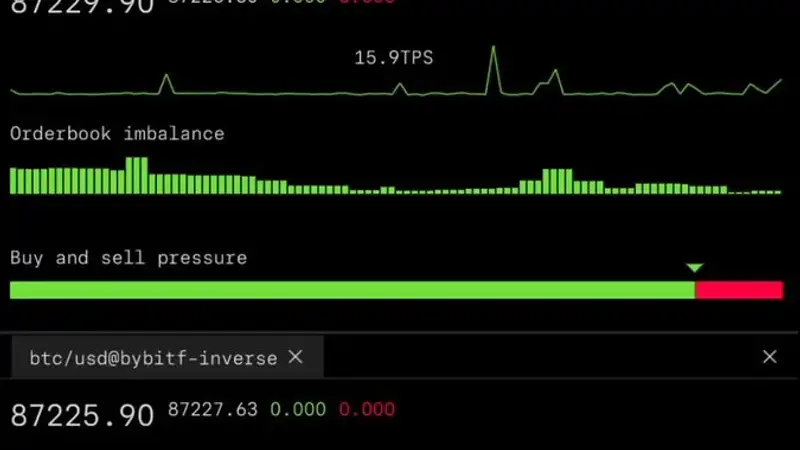 87229.90
15.9TPS
Orderbook imbalance
Buy and sell pressure
btc/usd@bybitf-inverse ×
×
87225.90 87227.63 0.000 0.000